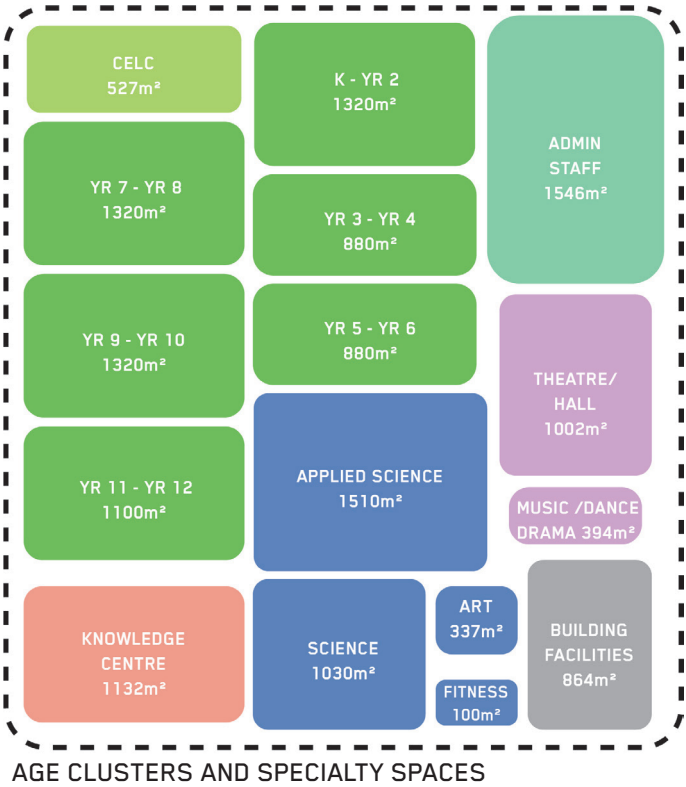 CELC
527m²
K - YR 2
1320m²
ADMIN
STAFF
1546m²
YR 7 - YR 8
1320m²
YR 3 - YR 4
880m²
YR 9 - YR 10
1320m²
YR 5 - YR 6
880m²
THEATRE/
HALL
1002m²
YR 11 - YR 12
1100m²
APPLIED SCIENCE
1510m²
MUSIC /DANCE
DRAMA 394m²
KNOWLEDGE
CENTRE
1132m²
SCIENCE
1030m²
ART
337m²
FITNESS
100m²
BUILDING
FACILITIES
864m²
AGE CLUSTERS AND SPECIALTY SPACES